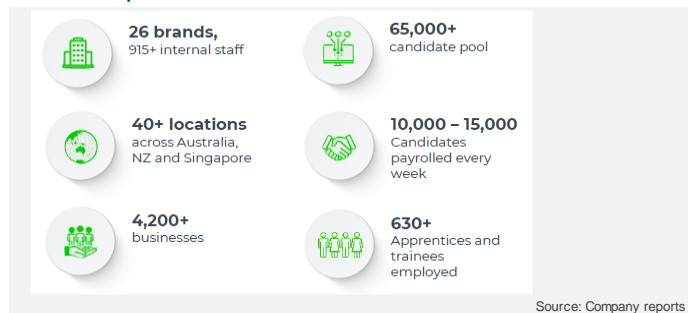 26 brands,
915+ internal staff
65,000+
candidate pool
40+ locations
across Australia,
NZ and Singapore
10,000 – 15,000
Candidates
payrolled every
week
4,200+
businesses
630+
Apprentices and
trainees
employed
Source: Company reports